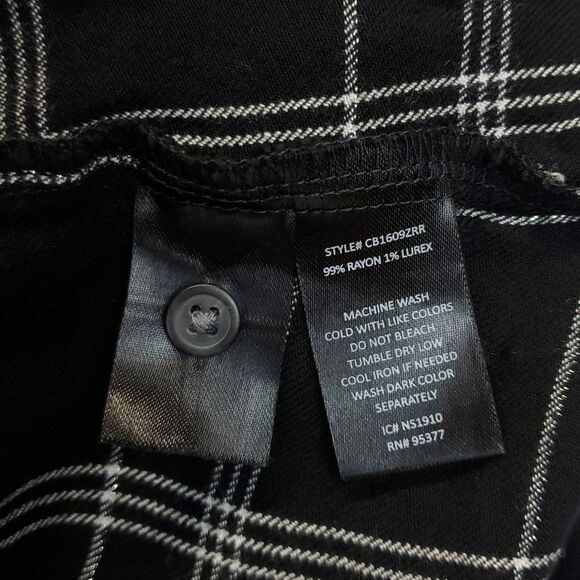 STYLE# CB1609ZRR
99% RAYON 1% LUREX
MACHINE WASH
COLD WITH LIKE COLORS
DO NOT BLEACH
TUMBLE DRY LOW
COOL IRON IF NEEDED
WASH DARK COLOR
SEPARATELY
IC# NS1910
RN# 95377